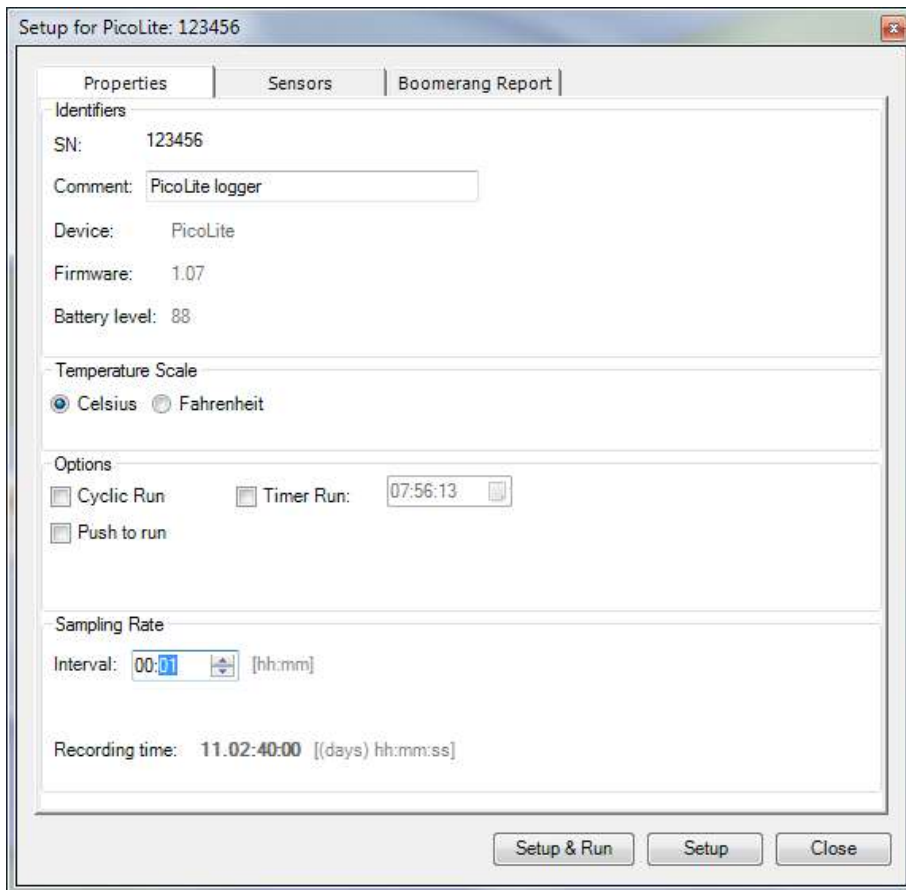 Setup for PicoLite: 123456
Properties Sensors Boomerang Report
Identifiers
SN: 123456
Comment: PicoLite logger
Device: PicoLite
Firmware: 1.07
Battery level: 88
Temperature Scale
Celsius Fahrenheit
Options
Cyclic Run Timer Run: 07:56:13
Push to run
Sampling Rate
Interval: 00:01 [hh:mm]
Recording time: 11.02:40:00 [(days) hh:mm:ss]
Setup & Run Setup Close